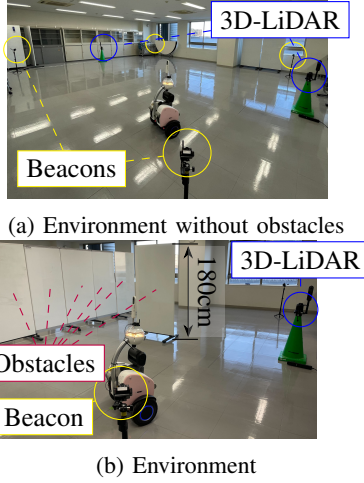 3D-LiDAR
Beacons
(a) Environment without obstacles
180cm
3D-LiDAR
Obstacles
Beacon
(b) Environment